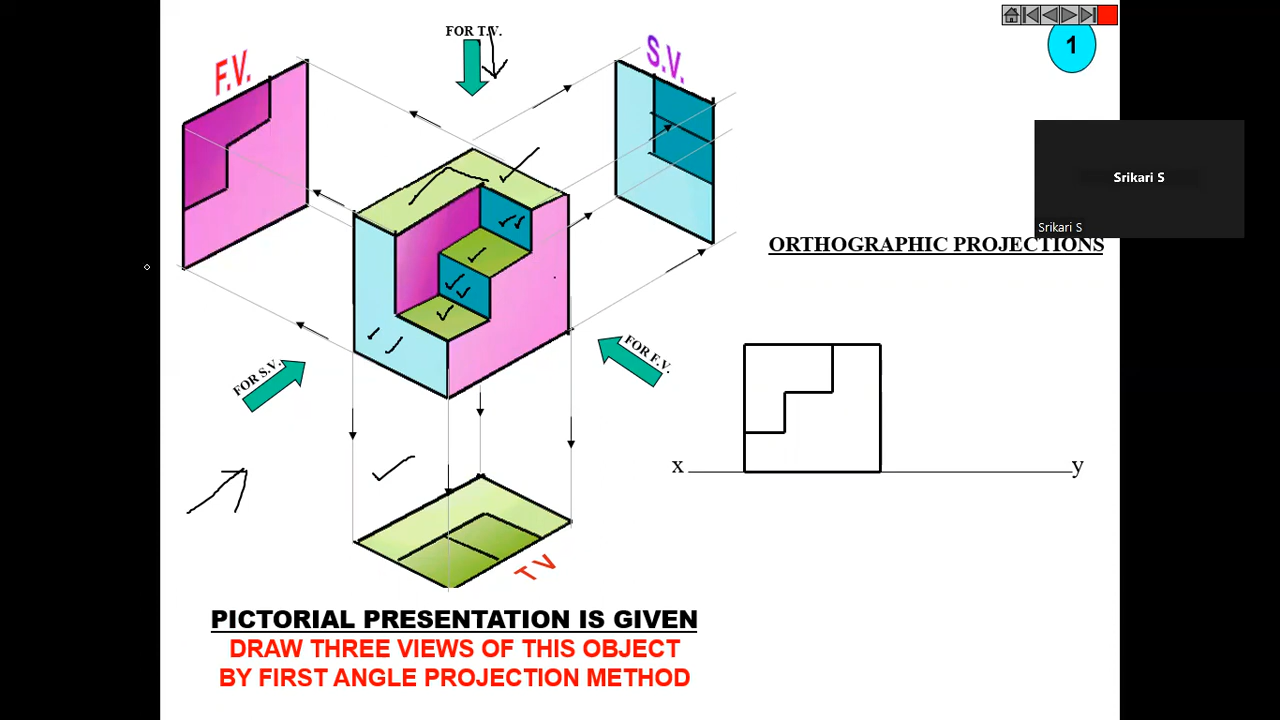 FOR T.V.
F.V.
S.V.
1
Srikari S
Srikari S
ORTHOGRAPHIC PROJECTIONS
FOR S.V.
FOR F.V.
x
y
T V
PICTORIAL PRESENTATION IS GIVEN
DRAW THREE VIEWS OF THIS OBJECT
BY FIRST ANGLE PROJECTION METHOD